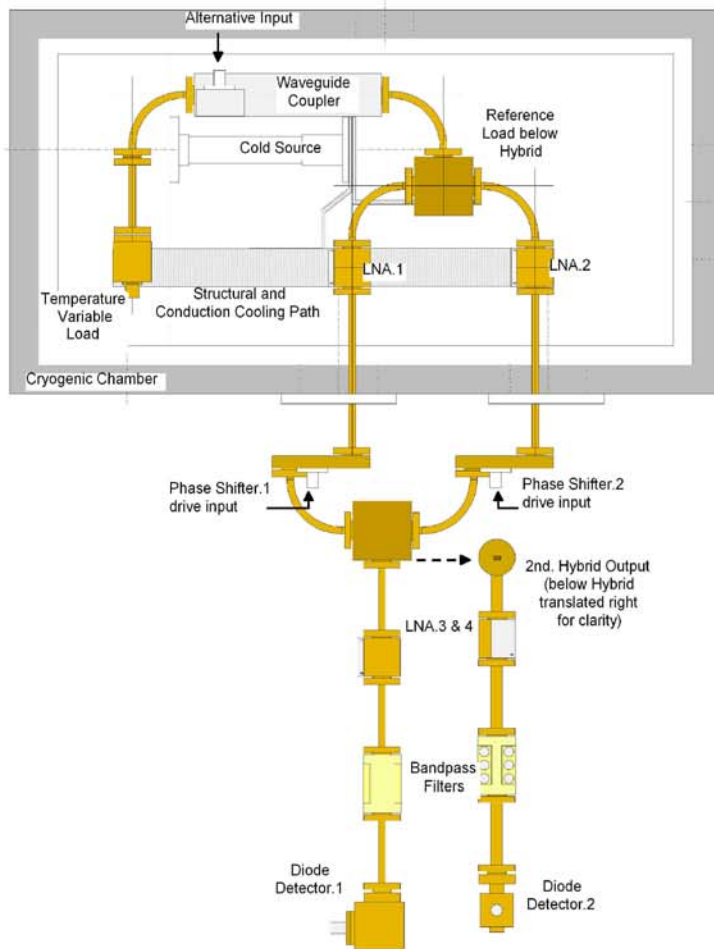 Alternative Input
Waveguide
Coupler
Reference
Load below
Hybrid
Cold Source
LNA.1
LNA.2
Temperature
Variable
Load
Structural and
Conduction Cooling Path
Cryogenic Chamber
Phase Shifter.1
drive input
Phase Shifter.2
drive input
2nd. Hybrid Output
(below Hybrid
translated right
for clarity)
LNA.3 & 4
Bandpass
Filters
Diode
Detector.1
Diode
Detector.2